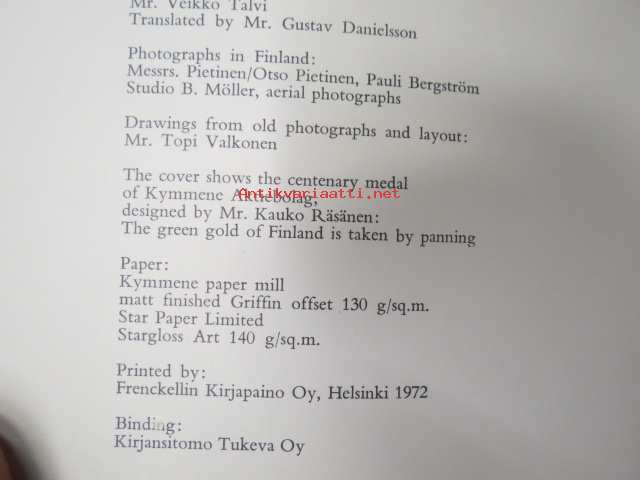 Mr. Veikko Talvi
Translated by Mr. Gustav Danielsson
Photographs in Finland:
Messrs. Pietinen/Otso Pietinen, Pauli Bergström
Studio B. Möller, aerial photographs
Drawings from old photographs and layout:
Mr. Topi Valkonen
The cover shows the centenary medal
of Kymmene Aktiebolag,
Antikvariaatti.net
designed by Mr. Kauko Räsänen:
The green gold of Finland is taken by panning
Paper:
Kymmene paper mill
matt finished Griffin offset 130 g/sq.m.
Star Paper Limited
Stargloss Art 140 g/sq.m.
Printed by:
Frenckellin Kirjapaino Oy, Helsinki 1972
Binding:
Kirjansitomo Tukeva Oy